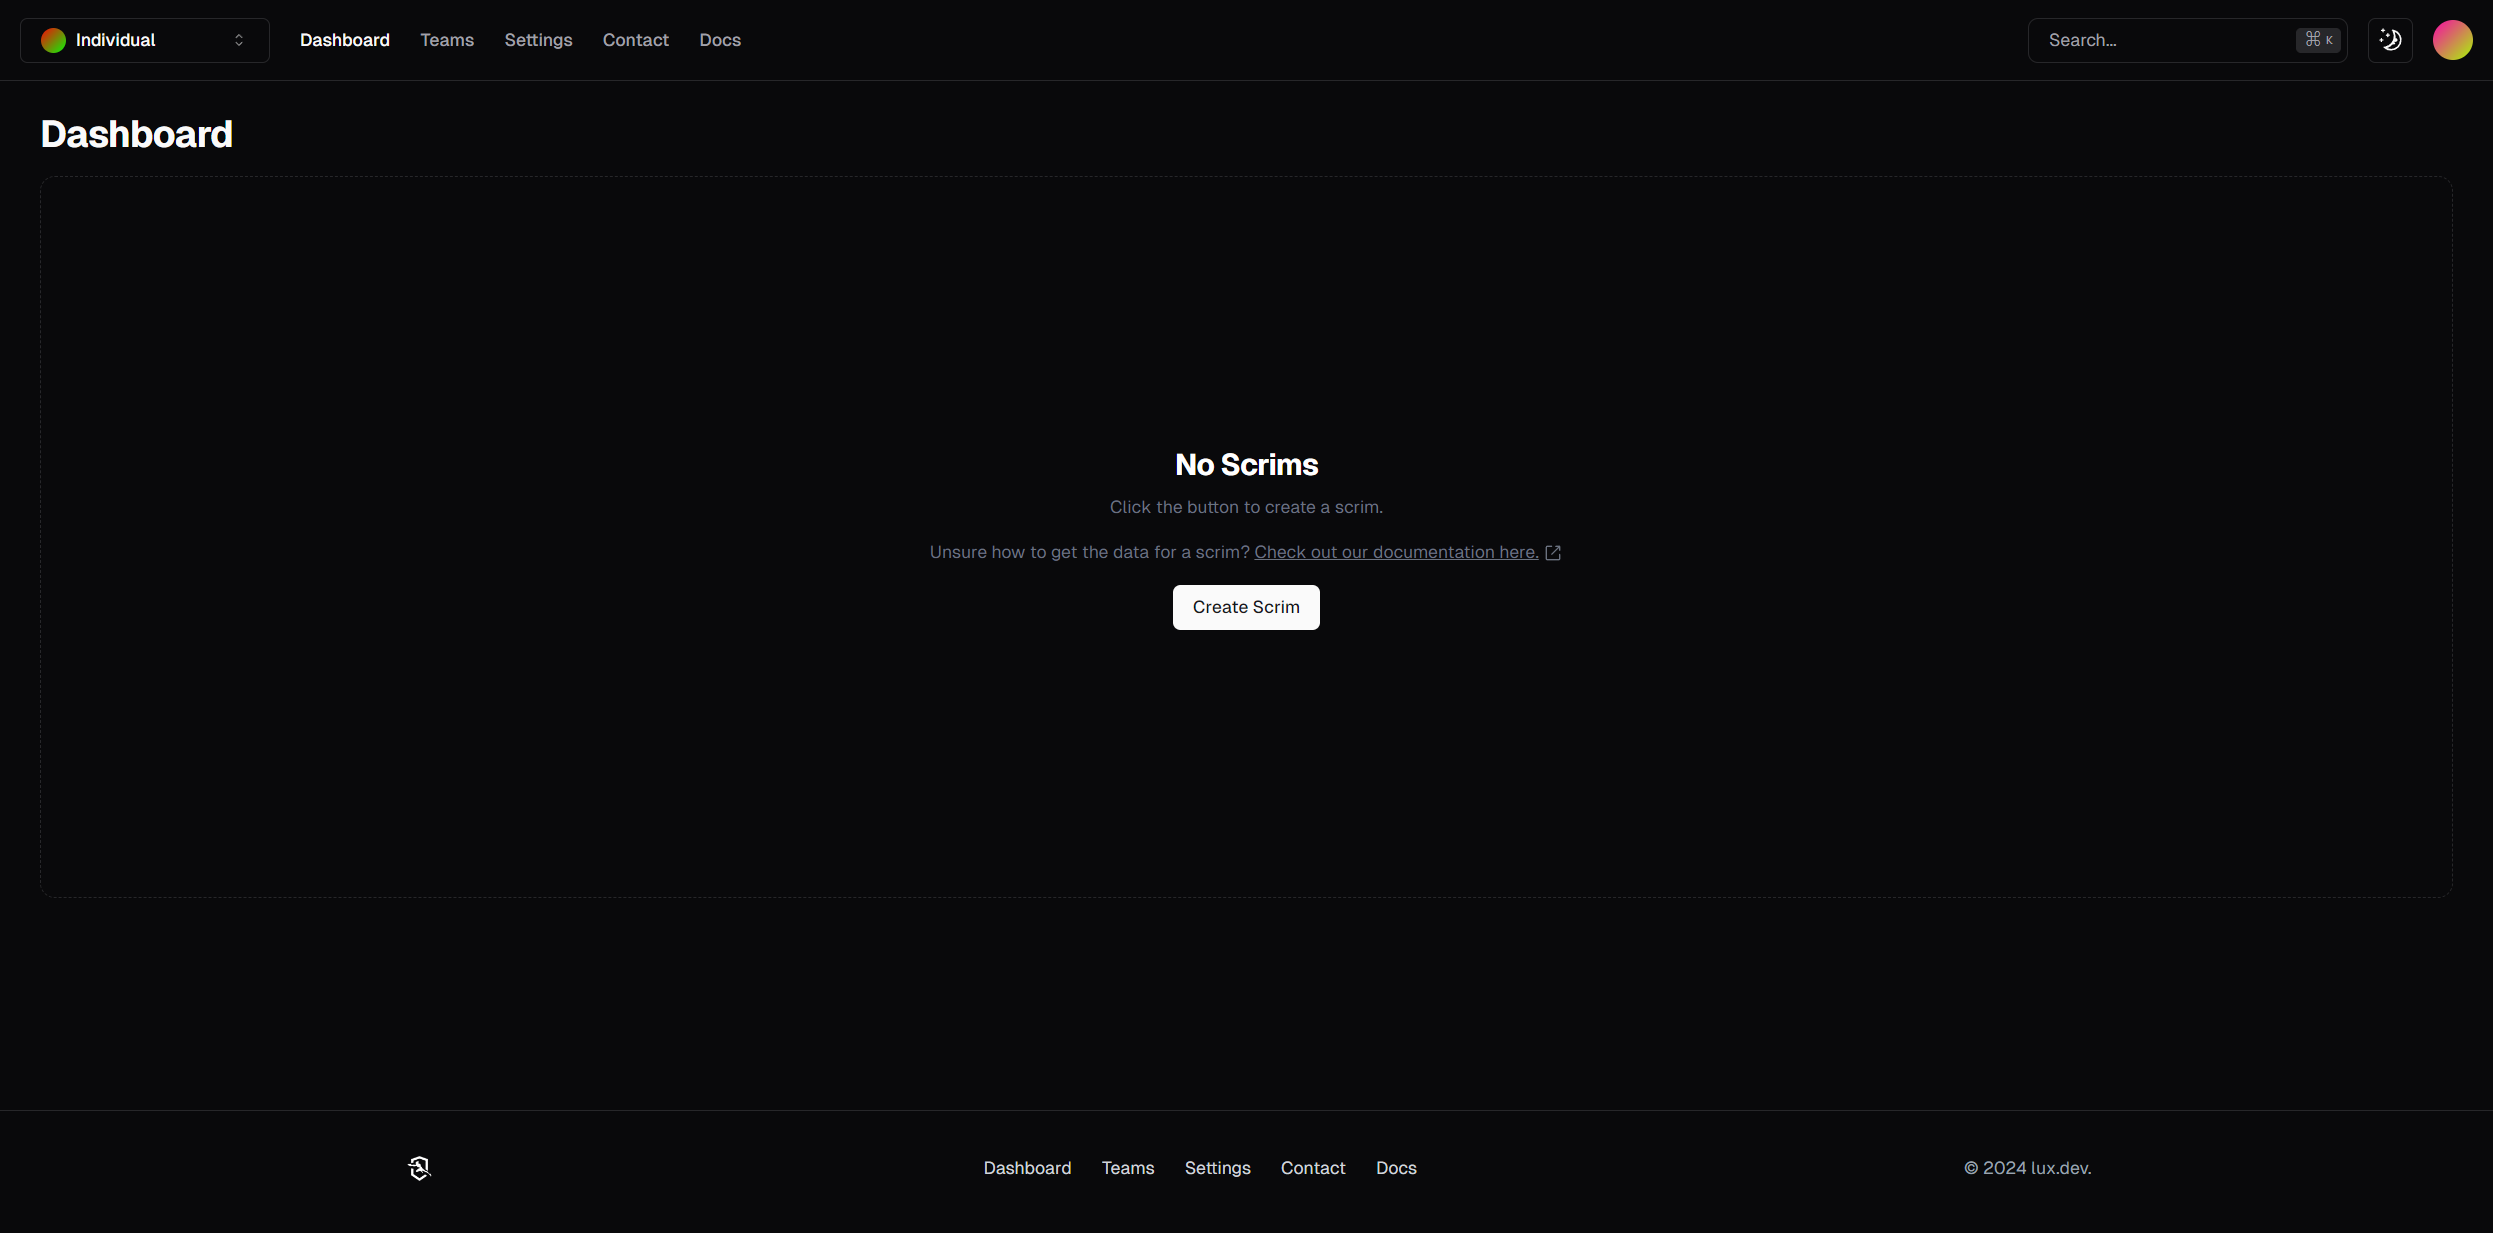 Individual
Dashboard Teams Settings Contact Docs
Search... ⌘ K
Dashboard
No Scrims
Click the button to create a scrim.
Unsure how to get the data for a scrim? Check out our documentation here.
Create Scrim
Dashboard Teams Settings Contact Docs
© 2024 lux.dev.